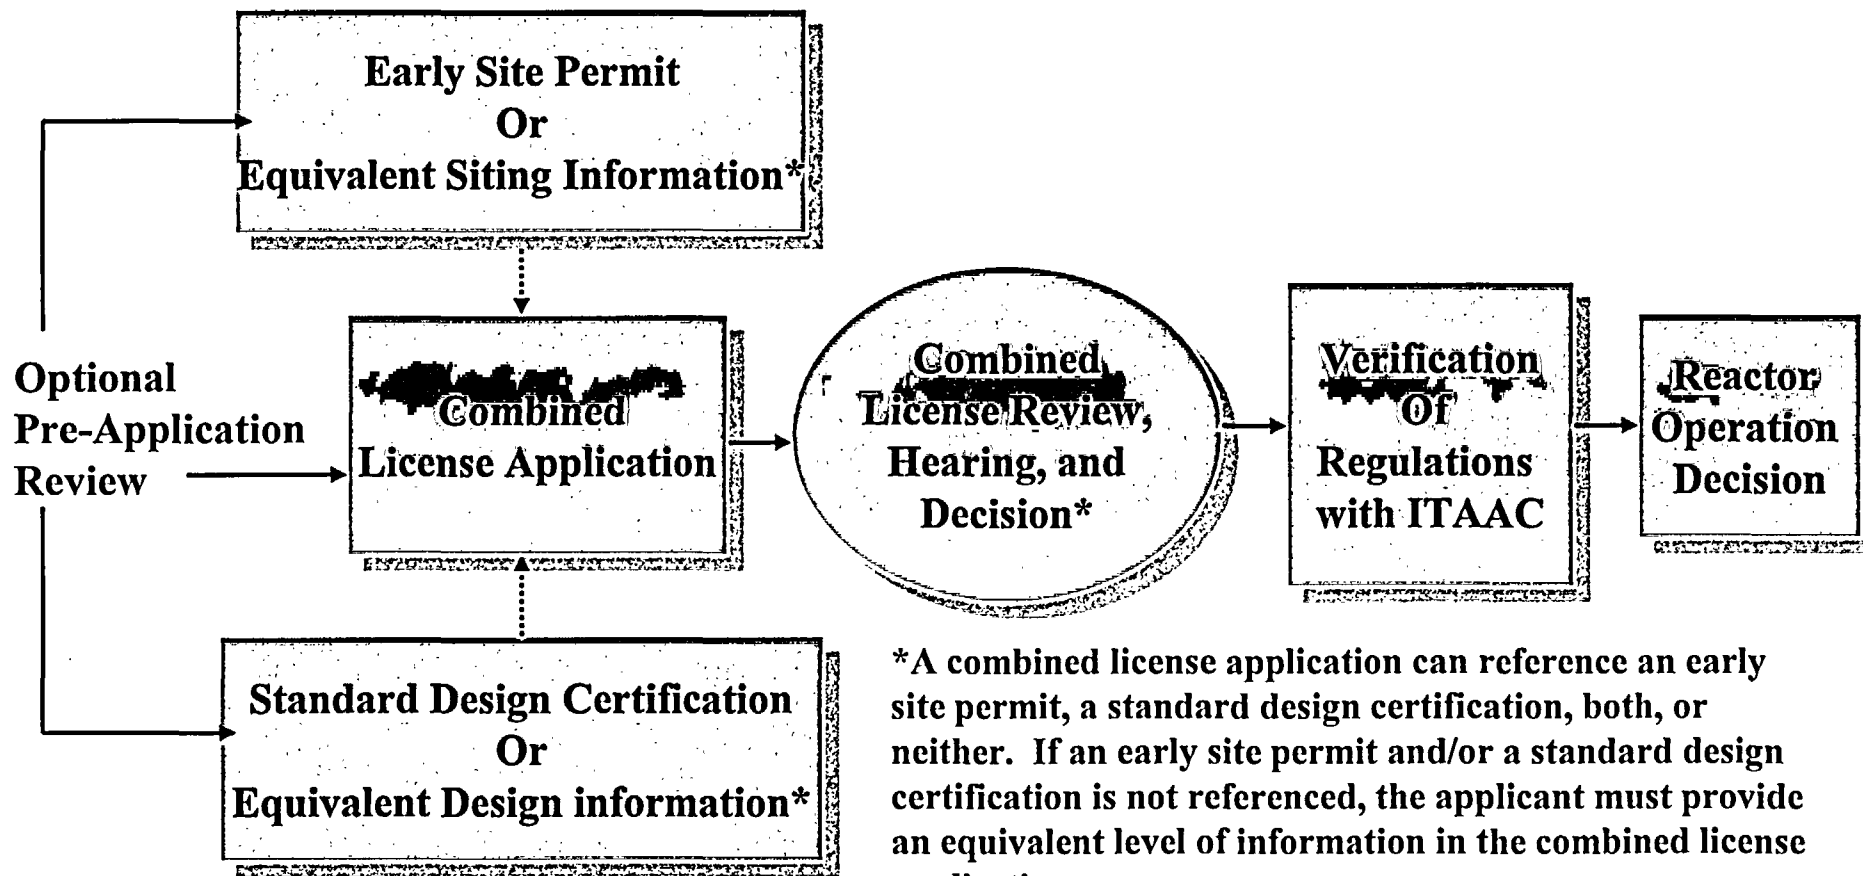 Early Site Permit
Or
Equivalent Siting Information*
Optional
Pre-Application
Review
Combined
License Application
Combined
License Review,
Hearing, and
Decision*
Verification
Of
Regulations
with ITAAC
Reactor
Operation
Decision
Standard Design Certification
Or
Equivalent Design information*
*A combined license application can reference an early
site permit, a standard design certification, both, or
neither. If an early site permit and/or a standard design
certification is not referenced, the applicant must provide
an equivalent level of information in the combined license